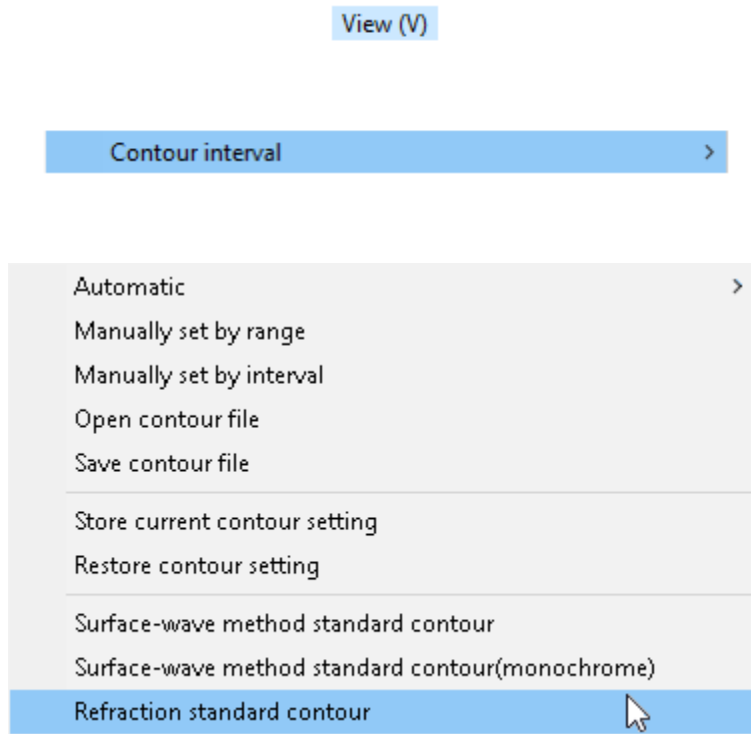 View (V)
Contour interval
Automatic
Manually set by range
Manually set by interval
Open contour file
Save contour file
Store current contour setting
Restore contour setting
Surface-wave method standard contour
Surface-wave method standard contour(monochrome)
Refraction standard contour